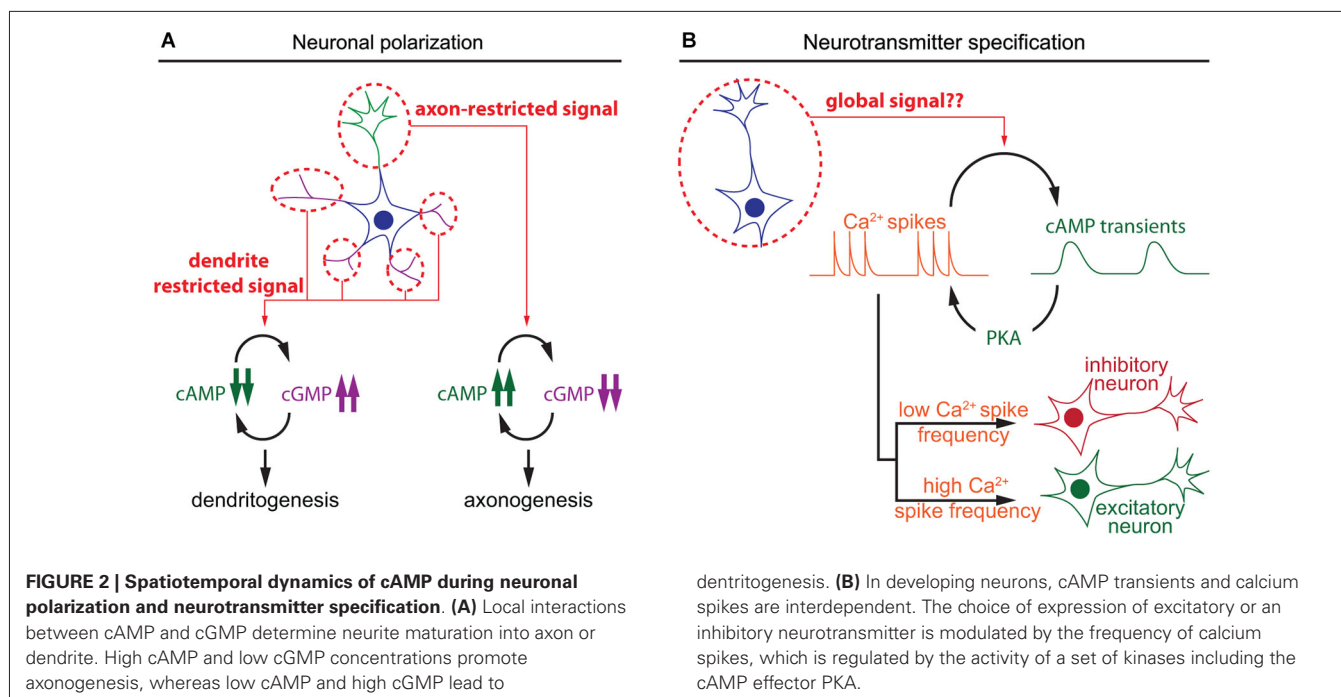 A
Neuronal polarization
axon-restricted signal
dendrite
restricted signal
cAMP
cGMP
cAMP
cGMP
dendritogenesis
axonogenesis
B
Neurotransmitter specification
global signal??
Ca²⁺ spikes
cAMP transients
PKA
inhibitory
neuron
low Ca²⁺ spike
frequency
high Ca²⁺
spike frequency
excitatory
neuron
FIGURE 2 | Spatiotemporal dynamics of cAMP during neuronal
polarization and neurotransmitter specification. (A) Local interactions
between cAMP and cGMP determine neurite maturation into axon or
dendrite. High cAMP and low cGMP concentrations promote
axonogenesis, whereas low cAMP and high cGMP lead to
dentritogenesis. (B) In developing neurons, cAMP transients and calcium
spikes are interdependent. The choice of expression of excitatory or an
inhibitory neurotransmitter is modulated by the frequency of calcium
spikes, which is regulated by the activity of a set of kinases including the
cAMP effector PKA.